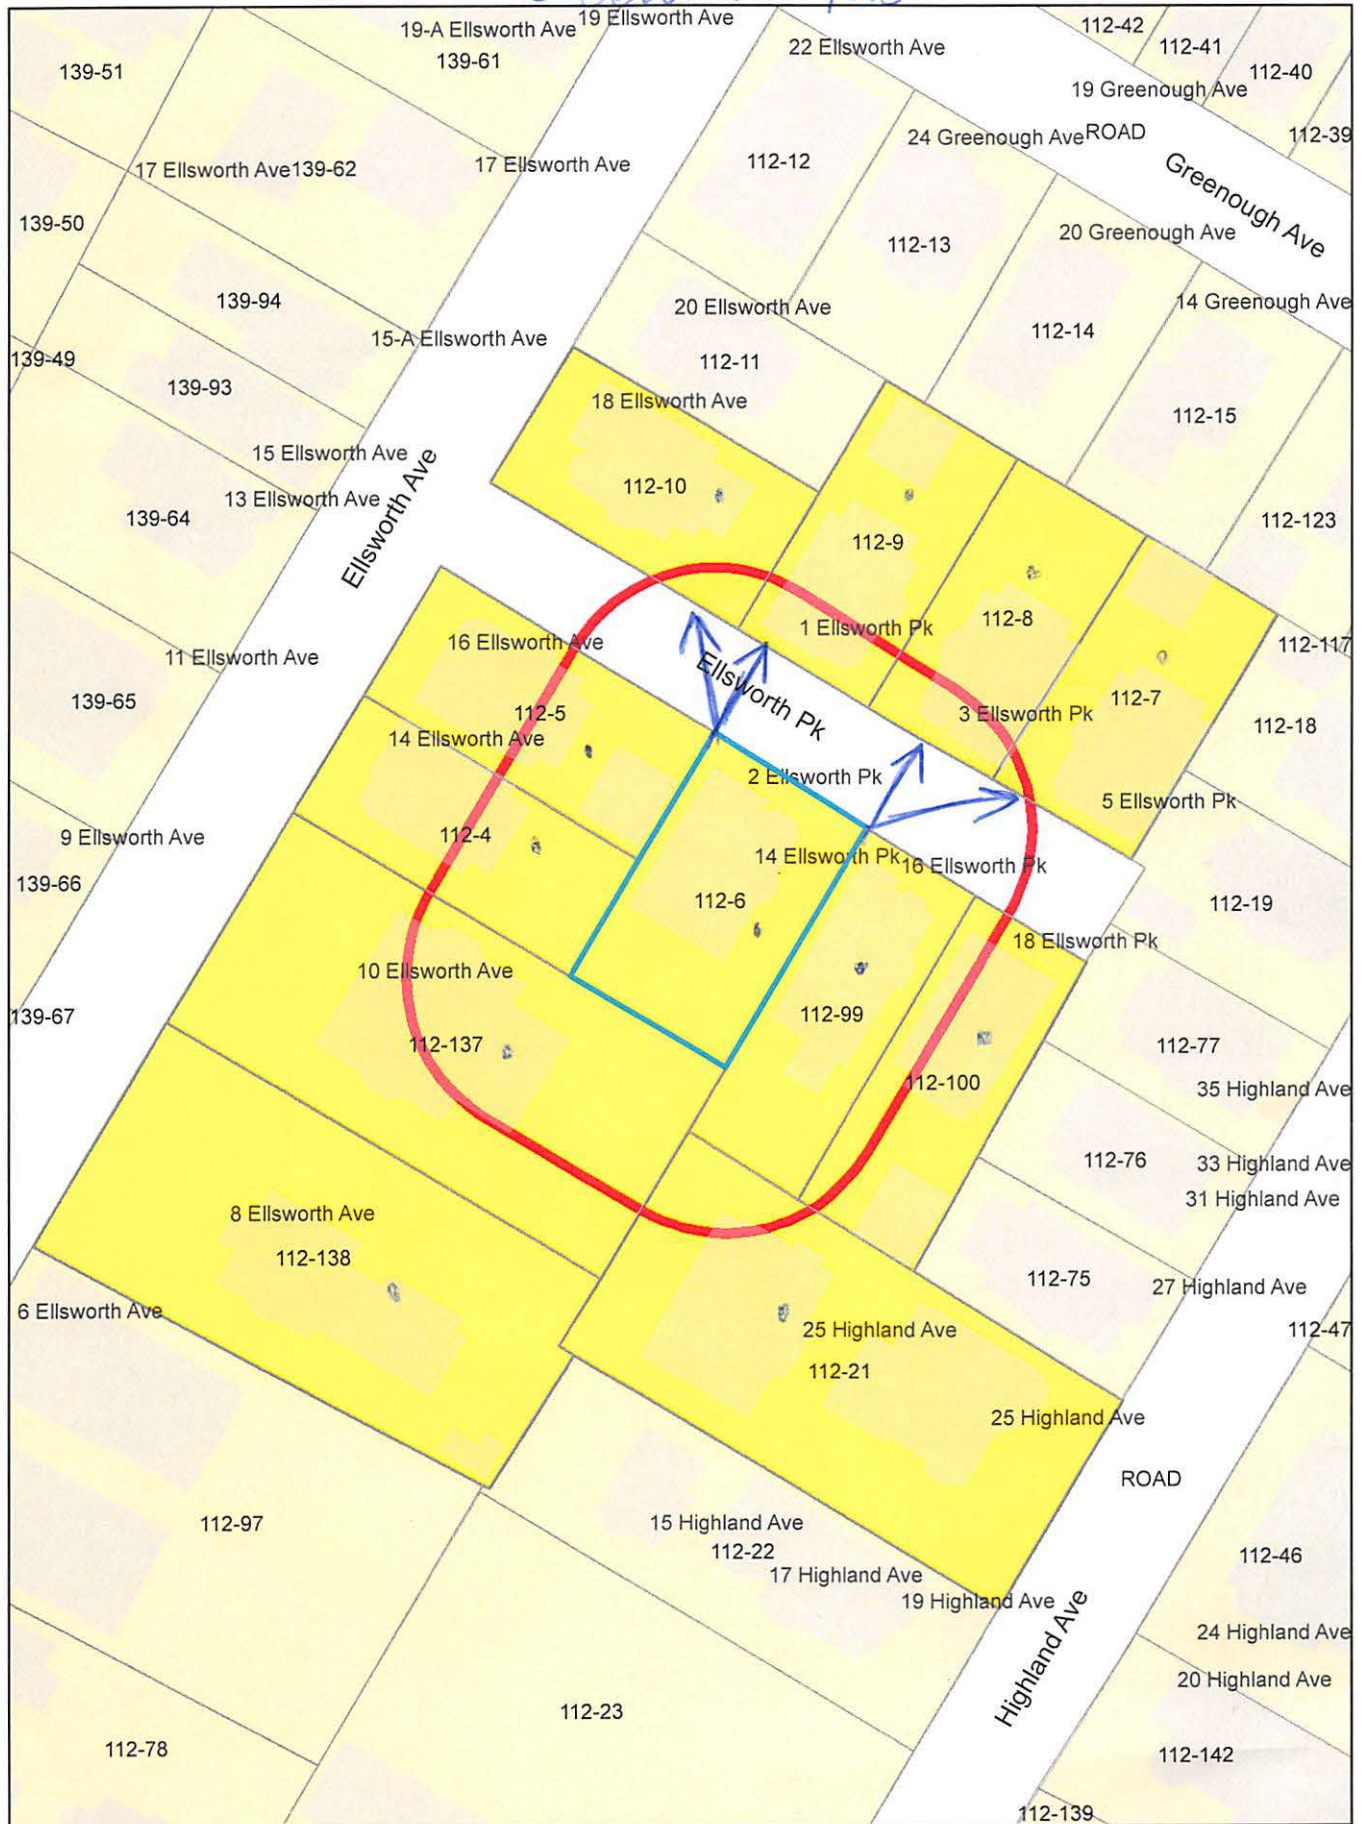 19 Ellsworth Ave
19-A Ellsworth Ave
139-61
139-51
22 Ellsworth Ave
112-42
112-41
112-40
19 Greenough Ave
112-39
24 Greenough Ave
ROAD
Greenough Ave
17 Ellsworth Ave
139-62
17 Ellsworth Ave
112-12
139-50
112-13
20 Greenough Ave
139-94
20 Ellsworth Ave
112-14
14 Greenough Ave
15-A Ellsworth Ave
139-49
139-93
112-11
18 Ellsworth Ave
112-15
15 Ellsworth Ave
13 Ellsworth Ave
139-64
Ellsworth Ave
112-10
112-9
112-123
112-8
1 Ellsworth Pk
16 Ellsworth Ave
11 Ellsworth Ave
112-117
139-65
Ellsworth Pk
112-7
112-5
3 Ellsworth Pk
112-18
14 Ellsworth Ave
2 Ellsworth Pk
5 Ellsworth Pk
9 Ellsworth Ave
112-4
14 Ellsworth Pk
16 Ellsworth Pk
139-66
112-6
112-19
18 Ellsworth Pk
10 Ellsworth Ave
139-67
112-99
112-137
112-77
112-100
35 Highland Ave
112-76
33 Highland Ave
31 Highland Ave
8 Ellsworth Ave
112-138
112-75
27 Highland Ave
6 Ellsworth Ave
25 Highland Ave
112-47
112-21
25 Highland Ave
ROAD
112-97
15 Highland Ave
112-22
17 Highland Ave
19 Highland Ave
112-46
Highland Ave
24 Highland Ave
20 Highland Ave
112-23
112-78
112-142
112-139